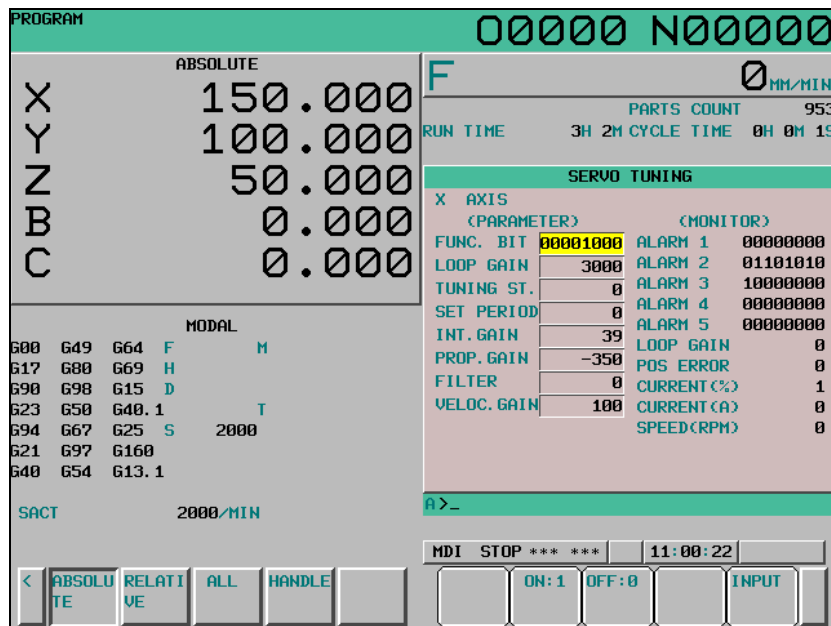 PROGRAM
O0000 N00000
ABSOLUTE
X 150.000
Y 100.000
Z 50.000
B 0.000
C 0.000
F 0 MM/MIN
PARTS COUNT 953
RUN TIME 3H 2M CYCLE TIME 0H 0M
SERVO TUNING
X AXIS
(PARAMETER) (MONITOR)
FUNC. BIT 00001000 ALARM 1 00000000
LOOP GAIN 3000 ALARM 2 01101010
TUNING ST. 0 ALARM 3 10000000
SET PERIOD 0 ALARM 4 00000000
INT.GAIN 39 ALARM 5 00000000
PROP.GAIN -350 LOOP GAIN 0
FILTER 0 POS ERROR 0
VELOC.GAIN 100 CURRENT(%) 1
CURRENT(A) 0
SPEED(RPM) 0
MODAL
G00 G49 G64 F M
G17 G80 G69 H
G90 G98 G15 D
G23 G50 G40.1 T
G94 G67 G25 S 2000
G21 G97 G160
G40 G54 G13.1
SACT 2000/MIN
A>_
MDI STOP *** *** 11:00:22
< ABSOLUTE RELATIVE ALL HANDLE ON:1 OFF:0 INPUT